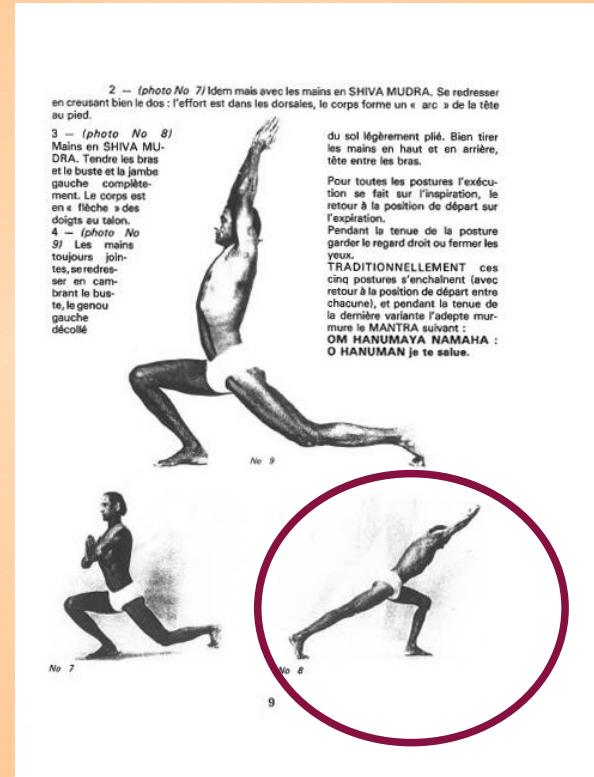 2 — (photo No 7) Idem mais avec les mains en SHIVA MUDRA. Se redresser
en creusant bien le dos : l'effort est dans les dorsales, le corps forme un « arc » de la tête
au pied.
3 — (photo No 8)
Mains en SHIVA MU-
DRA. Tendre les bras
et le buste et la jambe
gauche complète-
ment. Le corps est
en « flèche » des
doigts au talon.
4 — (photo No
9) Les mains
toujours join-
tes, se redres-
ser en cam-
brant le bus-
te, le genou
gauche
décollé
du sol légèrement plié. Bien tirer
les mains en haut et en arrière,
tête entre les bras.
Pour toutes les postures l'exécu-
tion se fait sur l'inspiration, le
retour à la position de départ sur
l'expiration.
Pendant la tenue de la posture
garder le regard droit ou fermer les
yeux.
TRADITIONNELLEMENT ces
cinq postures s'enchaînent (avec
retour à la position de départ entre
chacune), et pendant la tenue de
la dernière variante l'adepte mur-
mure le MANTRA suivant :
OM HANUMAYA NAMAHA :
O HANUMAN je te salue.
No 9
No 7
No 8
9